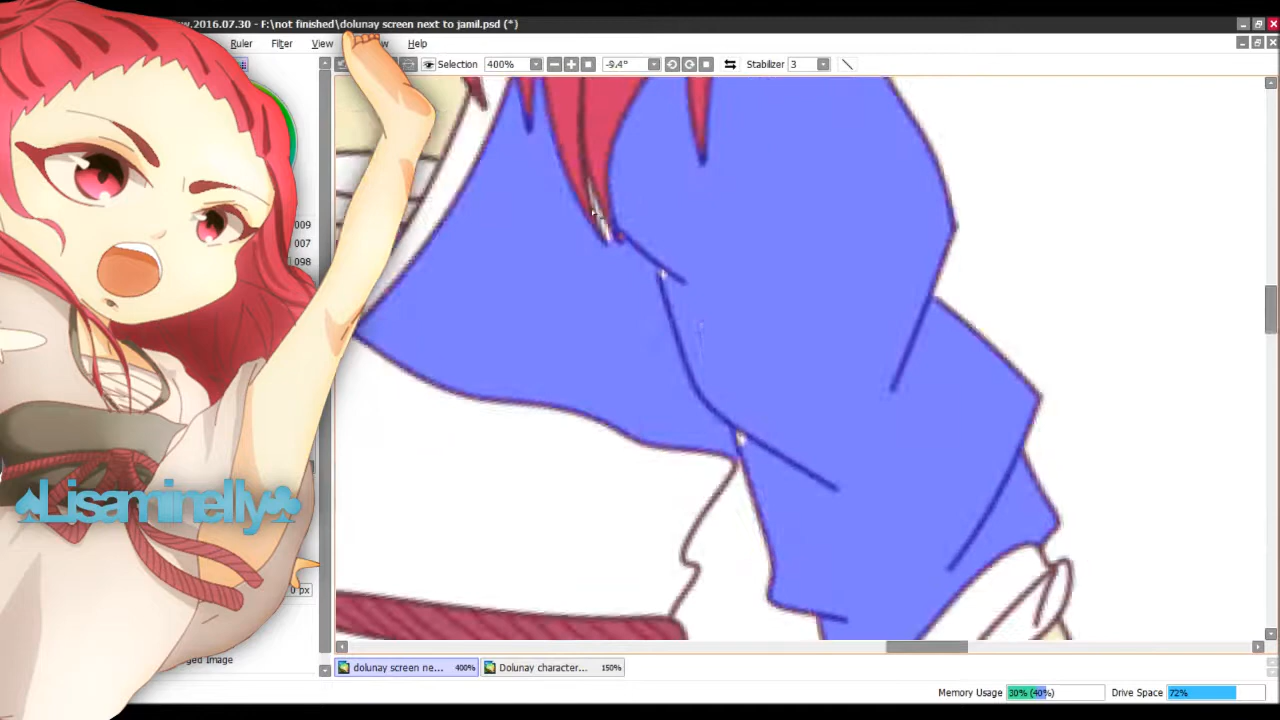 w.2016.07.30 - F:\not finished\dolunay screen next to jamil.psd (*)
Ruler Filter View w Help
Selection 400% -9.4° Stabilizer 3
009
007
098
♠Lisaminelly♣
0 px
ged Image
dolunay screen ne... 400% Dolunay character... 150%
Memory Usage 30% (40%) Drive Space 72%